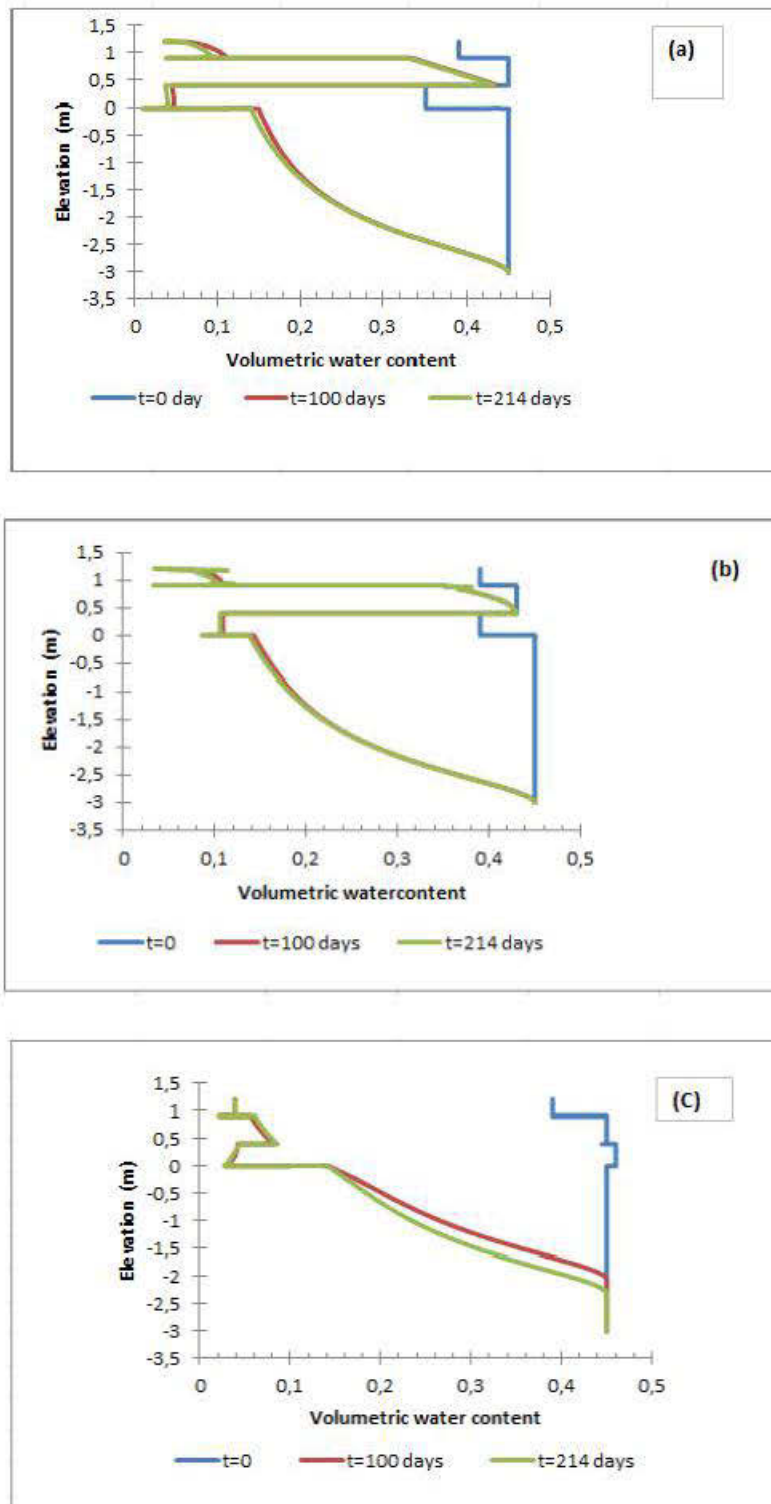 (a)
Elevation (m)
1,5
1
0,5
0
-0,5
-1
-1,5
-2
-2,5
-3
-3,5
0 0,1 0,2 0,3 0,4 0,5
Volumetric water content
t=0 day t=100 days t=214 days
(b)
Elevation (m)
1,5
1
0,5
0
-0,5
-1
-1,5
-2
-2,5
-3
-3,5
0 0,1 0,2 0,3 0,4 0,5
Volumetric watercontent
t=0 t=100 days t=214 days
(C)
Elevation (m)
1,5
1
0,5
0
-0,5
-1
-1,5
-2
-2,5
-3
-3,5
0 0,1 0,2 0,3 0,4 0,5
Volumetric water content
t=0 t=100 days t=214 days